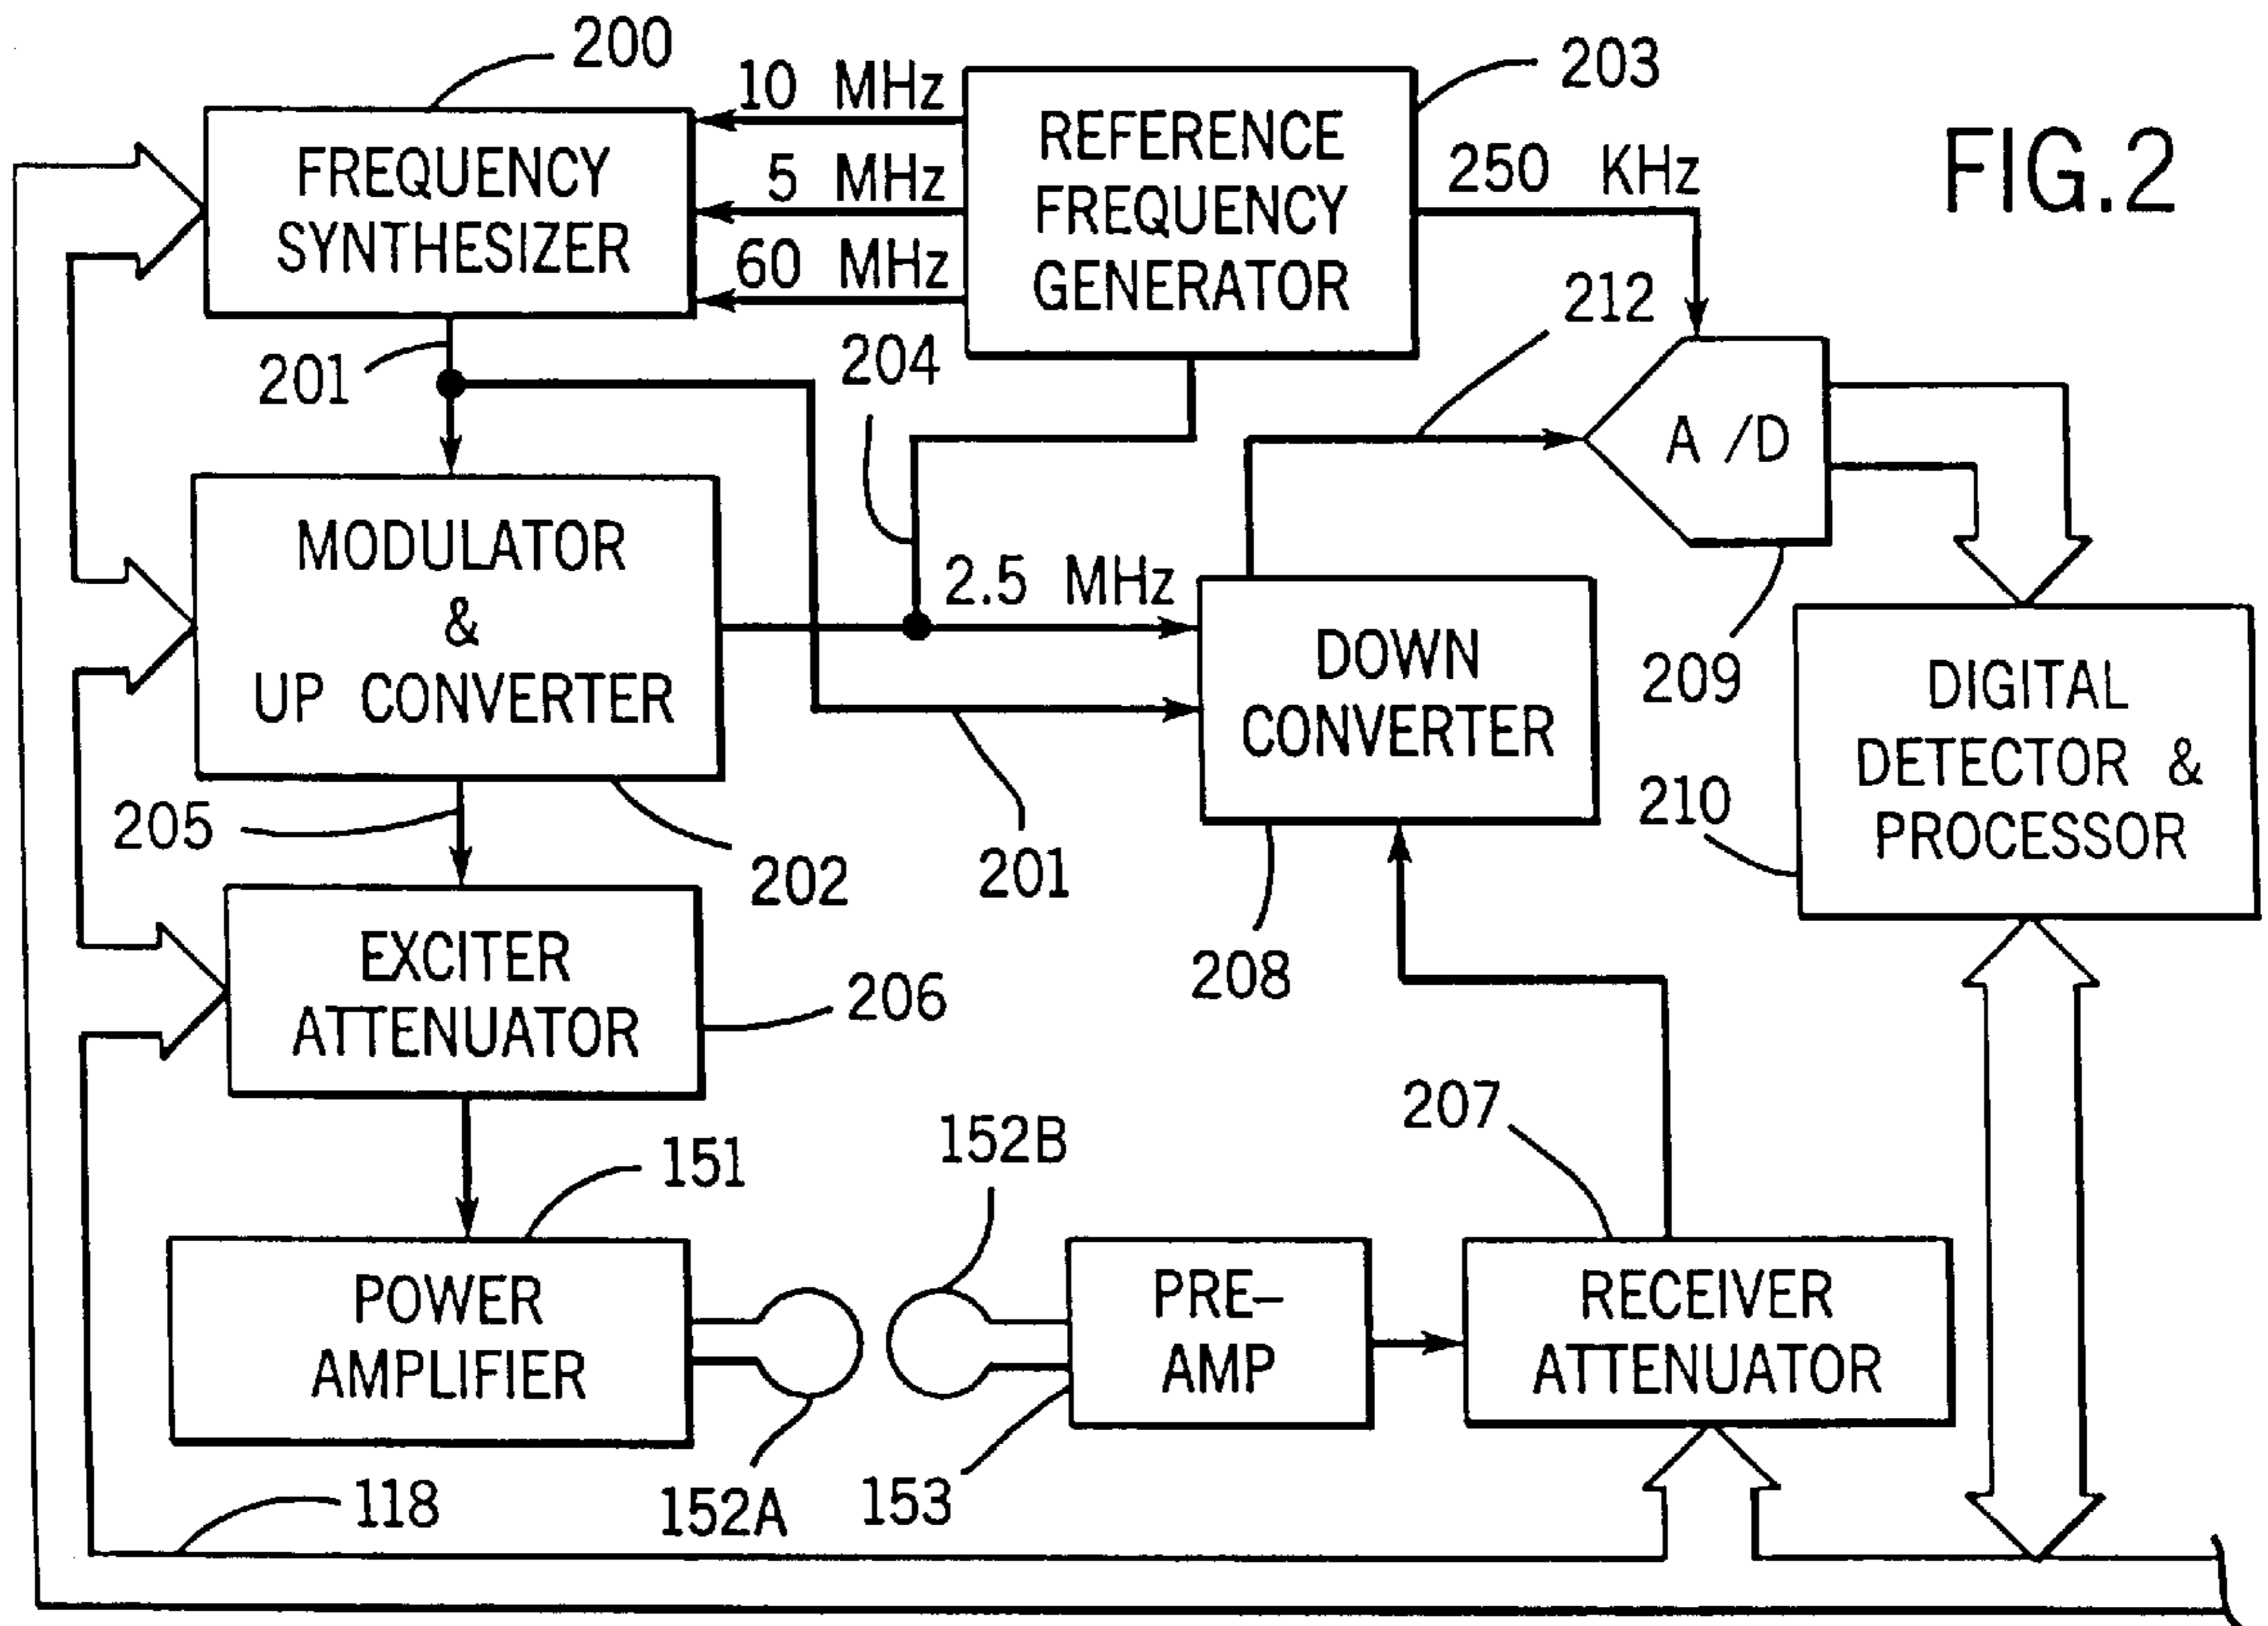 FIG.2
200
10 MHz
5 MHz
60 MHz
FREQUENCY
SYNTHESIZER
REFERENCE
FREQUENCY
GENERATOR
203
250 KHz
212
201
204
A/D
209
MODULATOR
&
UP CONVERTER
2.5 MHz
DOWN
CONVERTER
DIGITAL
DETECTOR &
PROCESSOR
210
205
202
201
208
EXCITER
ATTENUATOR
206
207
151
152B
POWER
AMPLIFIER
PRE-
AMP
RECEIVER
ATTENUATOR
118
152A
153